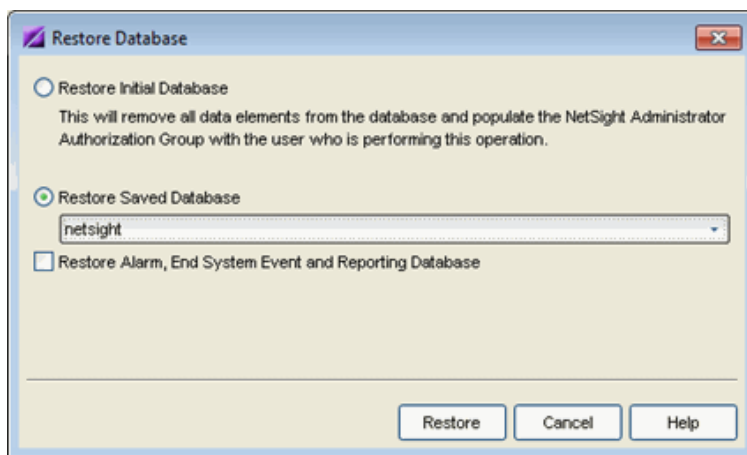 Restore Database
Restore Initial Database
This will remove all data elements from the database and populate the NetSight Administrator
Authorization Group with the user who is performing this operation.
Restore Saved Database
netsight
Restore Alarm, End System Event and Reporting Database
Restore Cancel Help